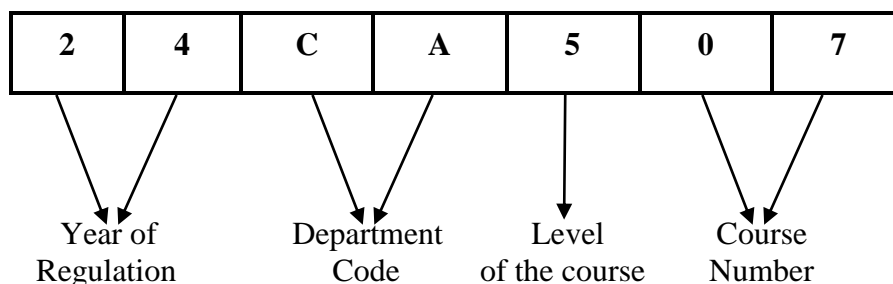 2 4 C A 5 0 7
Year of Department Level Course
Regulation Code of the course Number